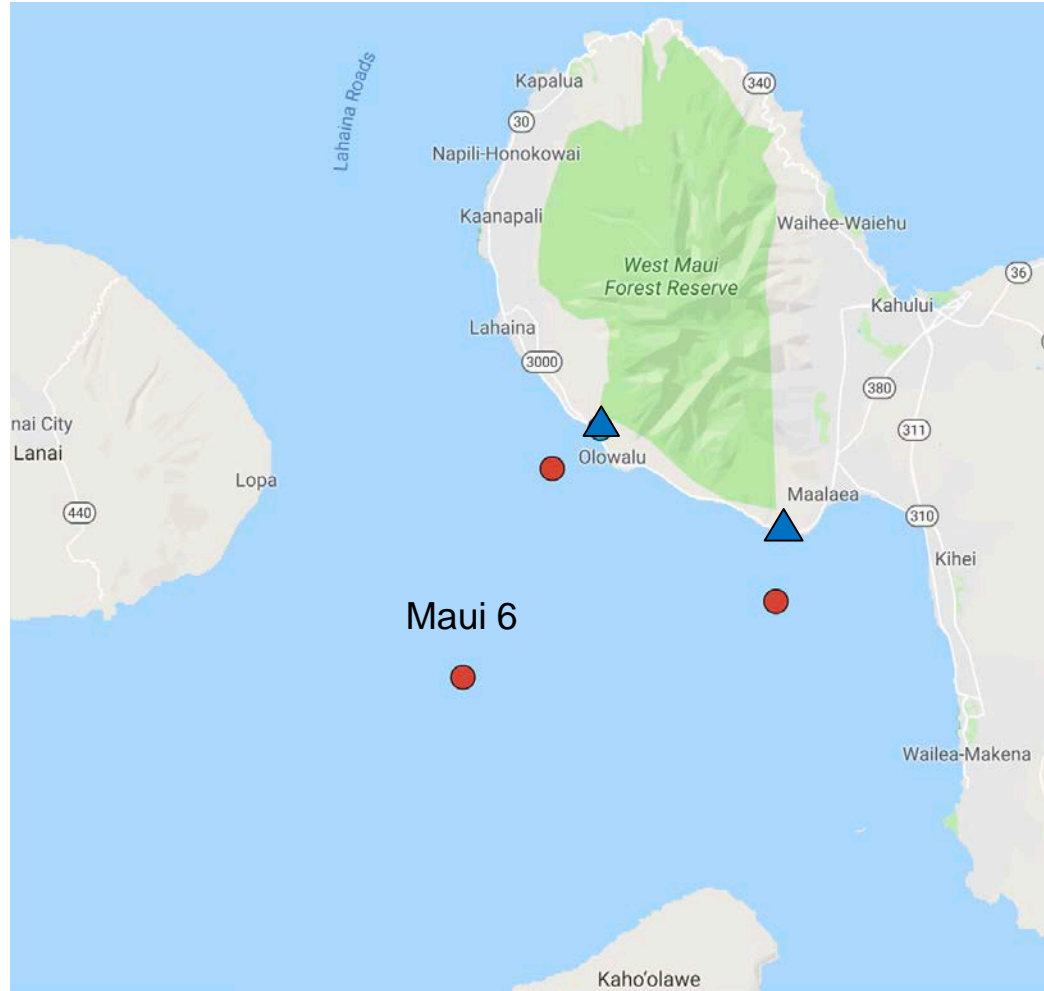 Kapalua
340
Lahaina Roads
30
Napili-Honokowai
Kaanapali
Waihee-Waiehu
West Maui
Forest Reserve
36
Kahului
Lahaina
3000
380
nai City
Lanai
311
Olowalu
Lopa
Maalaea
440
310
Kihei
Maui 6
Wailea-Makena
Kaho'olawe